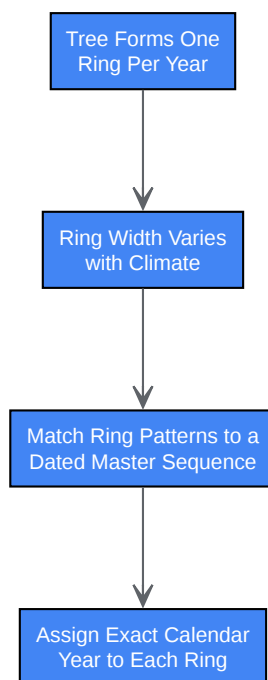 Tree Forms One
Ring Per Year
Ring Width Varies
with Climate
Match Ring Patterns to a
Dated Master Sequence
Assign Exact Calendar
Year to Each Ring